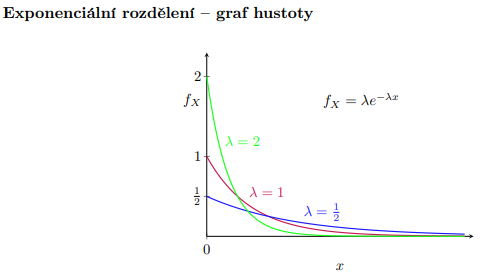 Exponenciální rozdělení – graf hustoty
2
f_X
f_X = λe^{−λx}
λ = 2
1
λ = 1
1/2
λ = 1/2
0
x